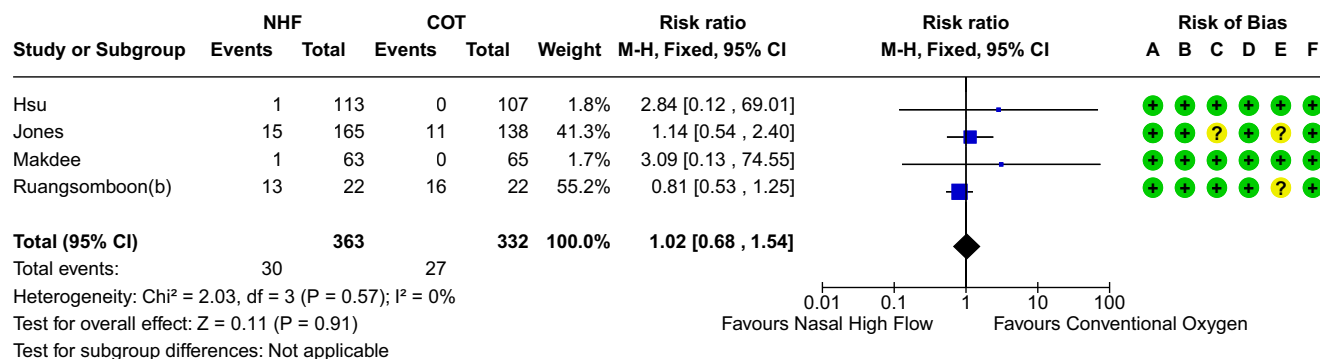 NHF COT Risk ratio Risk ratio Risk of Bias
Study or Subgroup Events Total Events Total Weight M-H, Fixed, 95% CI M-H, Fixed, 95% CI A B C D E F
Hsu 1 113 0 107 1.8% 2.84 [0.12 , 69.01] + + + + + +
Jones 15 165 11 138 41.3% 1.14 [0.54 , 2.40] + + ? + ? +
Makdee 1 63 0 65 1.7% 3.09 [0.13 , 74.55] + + + + + +
Ruangsomboon(b) 13 22 16 22 55.2% 0.81 [0.53 , 1.25] + + + + ? +
Total (95% CI) 363 332 100.0% 1.02 [0.68 , 1.54]
Total events: 30 27
Heterogeneity: Chi² = 2.03, df = 3 (P = 0.57); I² = 0%
0.01 0.1 1 10 100
Test for overall effect: Z = 0.11 (P = 0.91)
Favours Nasal High Flow Favours Conventional Oxygen
Test for subgroup differences: Not applicable